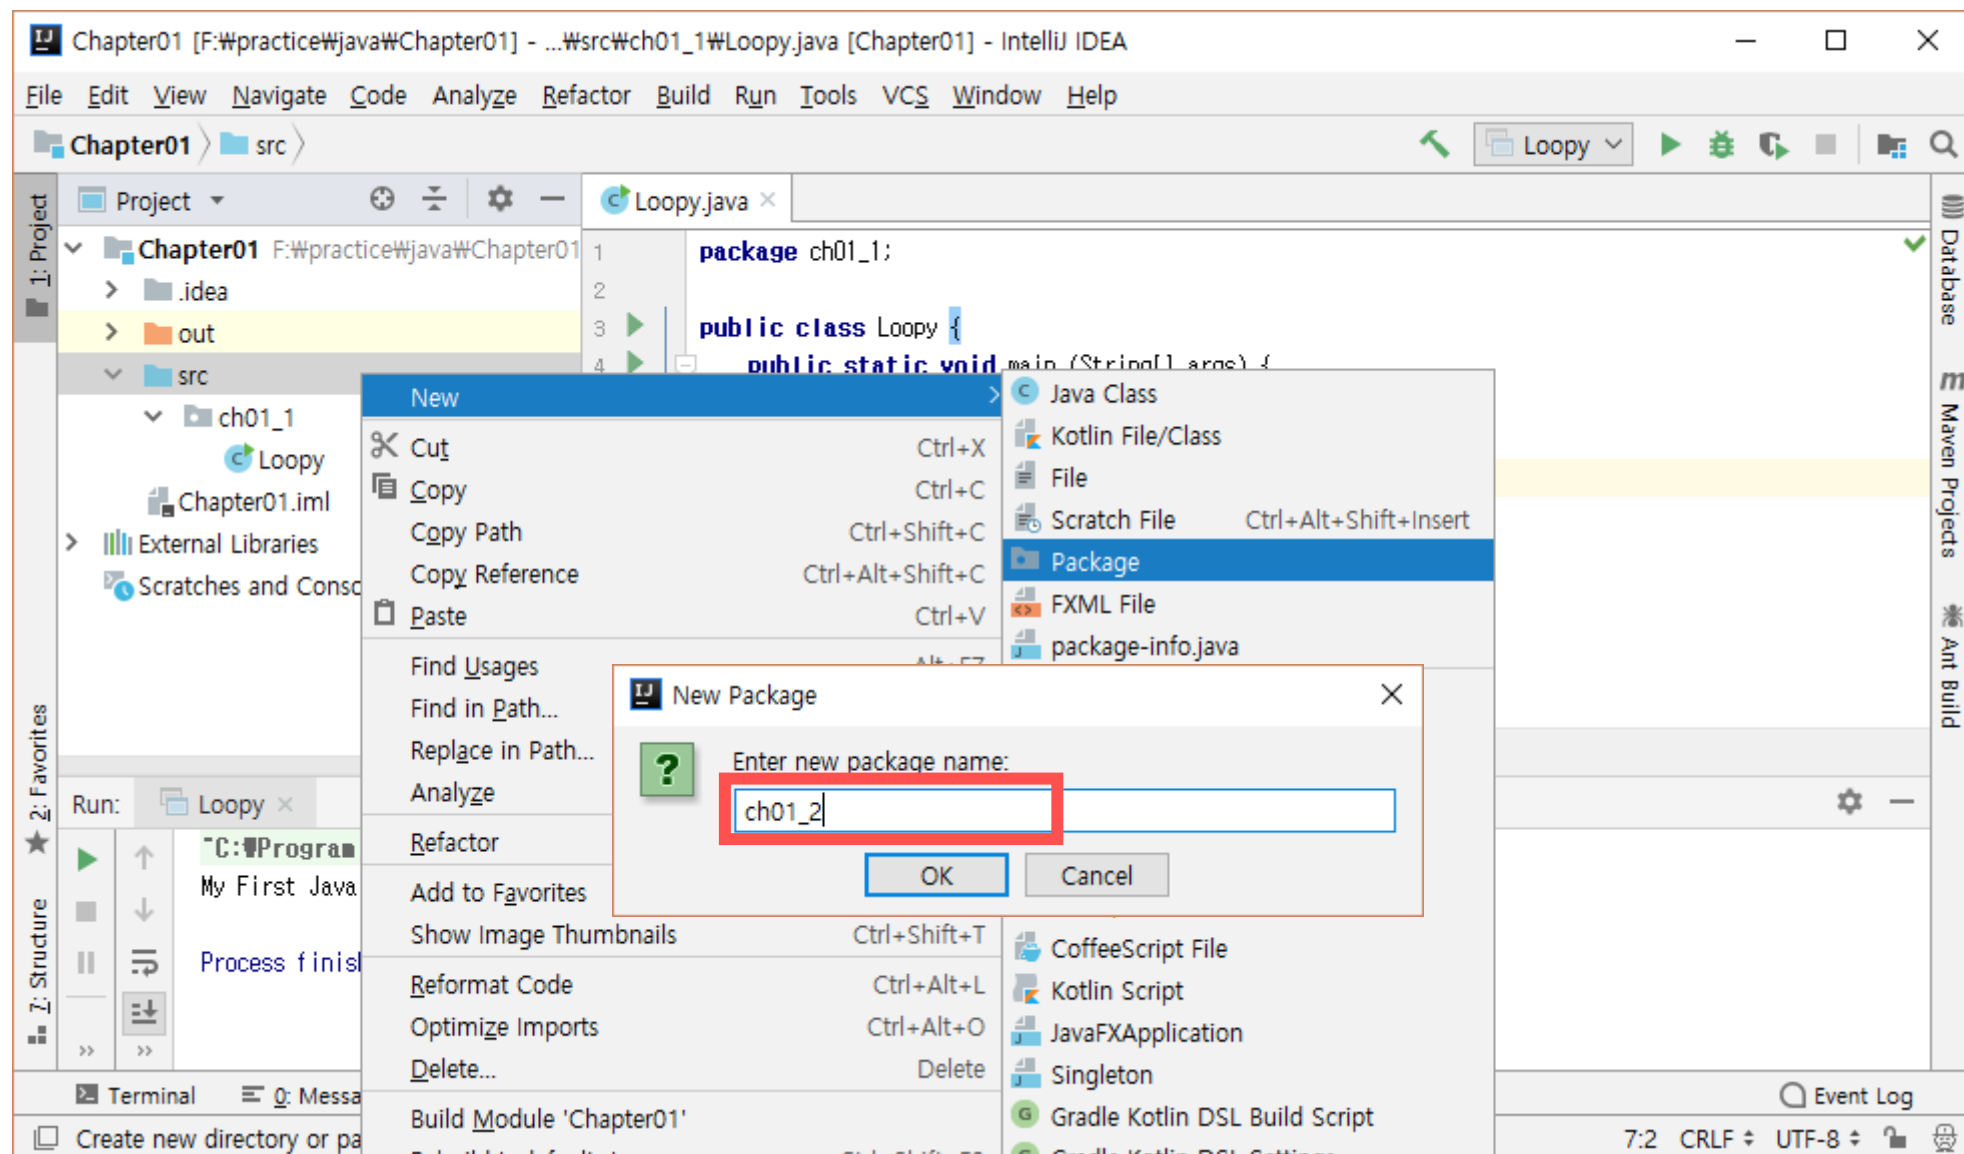 Chapter01 [F:₩practice₩java₩Chapter01] - ...₩src₩ch01_1₩Loopy.java [Chapter01] - IntelliJ IDEA
File Edit View Navigate Code Analyze Refactor Build Run Tools VCS Window Help
Chapter01 src
Loopy
1: Project
Project
Chapter01 F:₩practice₩java₩Chapter01
.idea
out
src
ch01_1
Loopy
Chapter01.iml
External Libraries
Scratches and Conso
Loopy.java
1 package ch01_1;
2
3 public class Loopy {
4 public static void main (String[] args) {
New
Cut Ctrl+X
Copy Ctrl+C
Copy Path Ctrl+Shift+C
Copy Reference Ctrl+Alt+Shift+C
Paste Ctrl+V
Find Usages Alt+F7
Find in Path...
Replace in Path...
Analyze
Refactor
Add to Favorites
Show Image Thumbnails Ctrl+Shift+T
Reformat Code Ctrl+Alt+L
Optimize Imports Ctrl+Alt+O
Delete... Delete
Build Module 'Chapter01'
Java Class
Kotlin File/Class
File
Scratch File Ctrl+Alt+Shift+Insert
Package
FXML File
package-info.java
New Package
Enter new package name:
ch01_2
OK Cancel
CoffeeScript File
Kotlin Script
JavaFXApplication
Singleton
Gradle Kotlin DSL Build Script
Gradle Kotlin DSL Settings
Database
Maven Projects
Ant Build
2: Favorites
7: Structure
Run: Loopy
"C:₩Program
My First Java
Process finis
Terminal 0: Messa
Event Log
Create new directory or pa
7:2 CRLF UTF-8